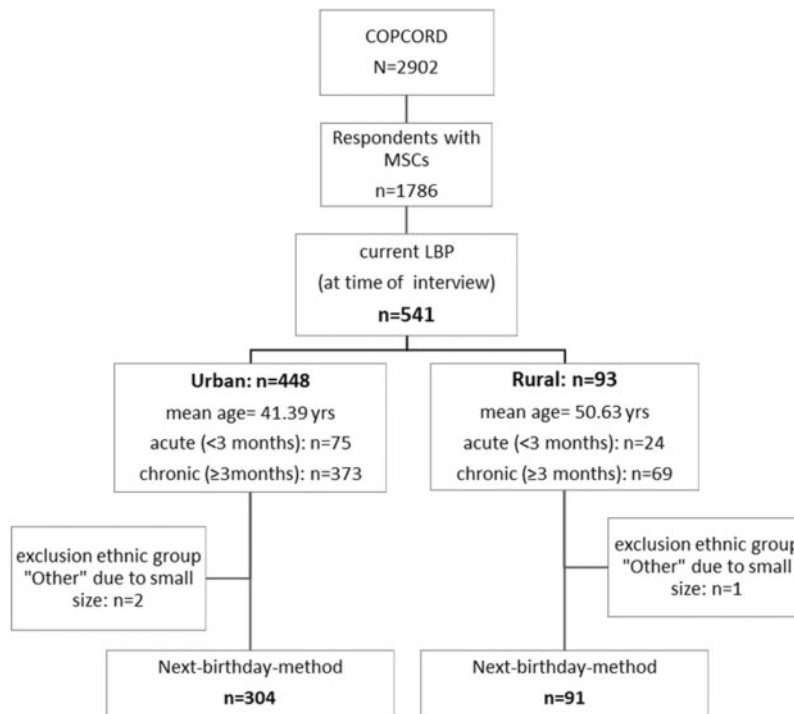 COPCORD
N=2902
Respondents with
MSCs
n=1786
current LBP
(at time of interview)
n=541
Urban: n=448
mean age= 41.39 yrs
acute (<3 months): n=75
chronic (≥3months): n=373
Rural: n=93
mean age= 50.63 yrs
acute (<3 months): n=24
chronic (≥3 months): n=69
exclusion ethnic group
"Other" due to small
size: n=2
exclusion ethnic group
"Other" due to small
size: n=1
Next-birthday-method
n=304
Next-birthday-method
n=91